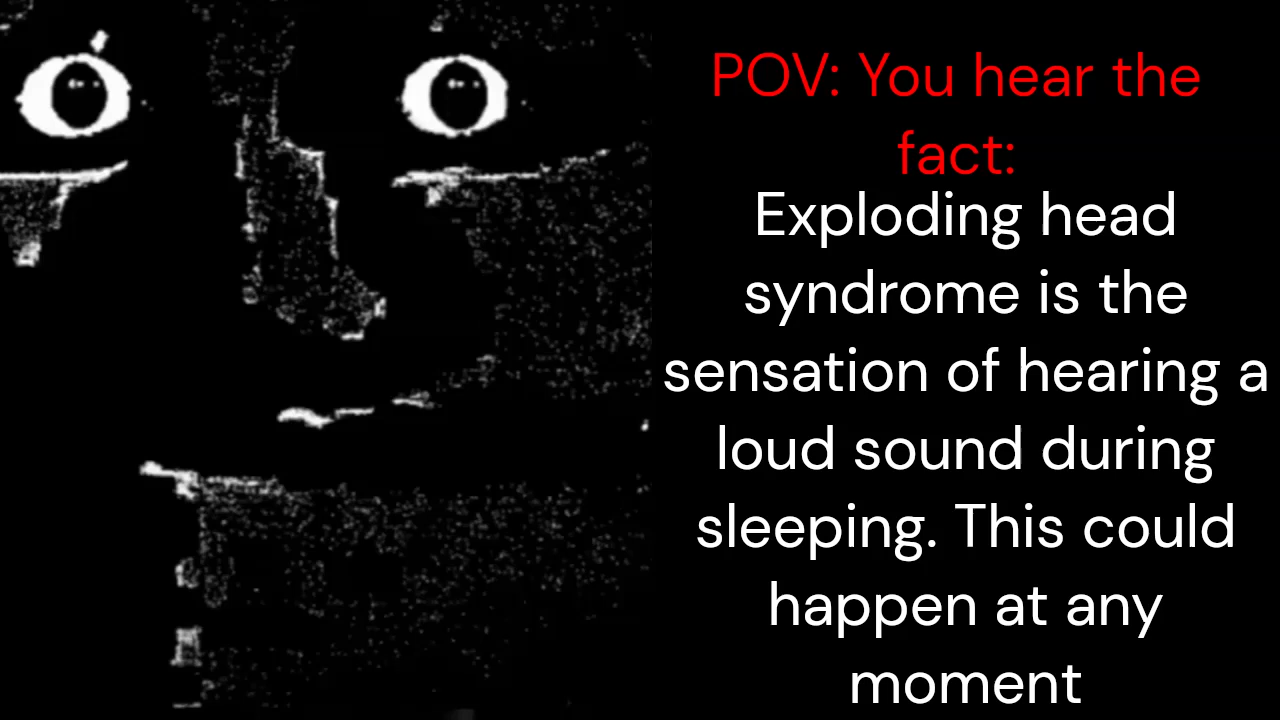 POV: You hear the
fact:
Exploding head
syndrome is the
sensation of hearing a
loud sound during
sleeping. This could
happen at any
moment